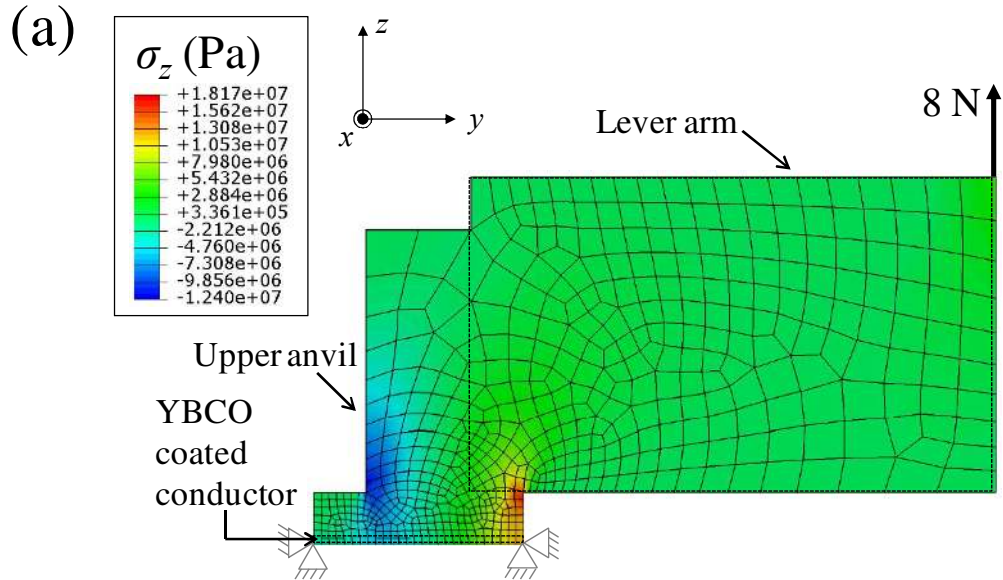 (a)
σz (Pa)
+1.817e+07
+1.562e+07
+1.308e+07
+1.053e+07
+7.980e+06
+5.432e+06
+2.884e+06
+3.361e+05
-2.212e+06
-4.760e+06
-7.308e+06
-9.856e+06
-1.240e+07
z
x
y
8 N
Lever arm
Upper anvil
YBCO
coated
conductor